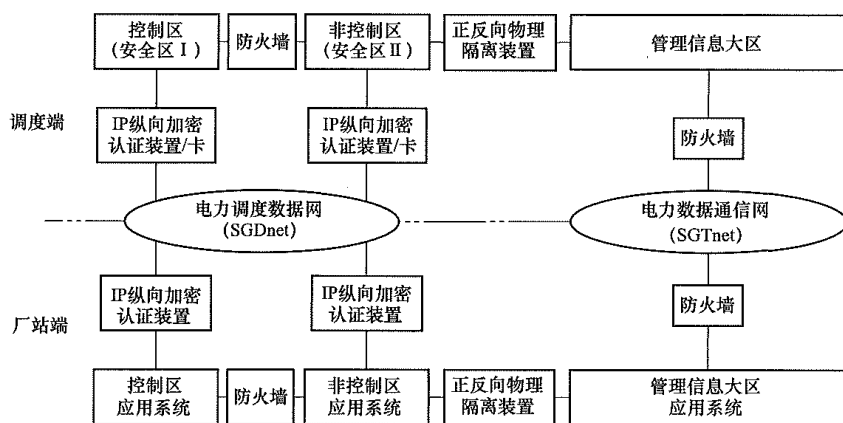 控制区
(安全区Ⅰ)
防火墙
非控制区
(安全区Ⅱ)
正反向物理
隔离装置
管理信息大区
调度端
IP纵向加密
认证装置/卡
IP纵向加密
认证装置/卡
防火墙
电力调度数据网
(SGDnet)
电力数据通信网
(SGTnet)
厂站端
IP纵向加密
认证装置
IP纵向加密
认证装置
防火墙
控制区
应用系统
防火墙
非控制区
应用系统
正反向物理
隔离装置
管理信息大区
应用系统